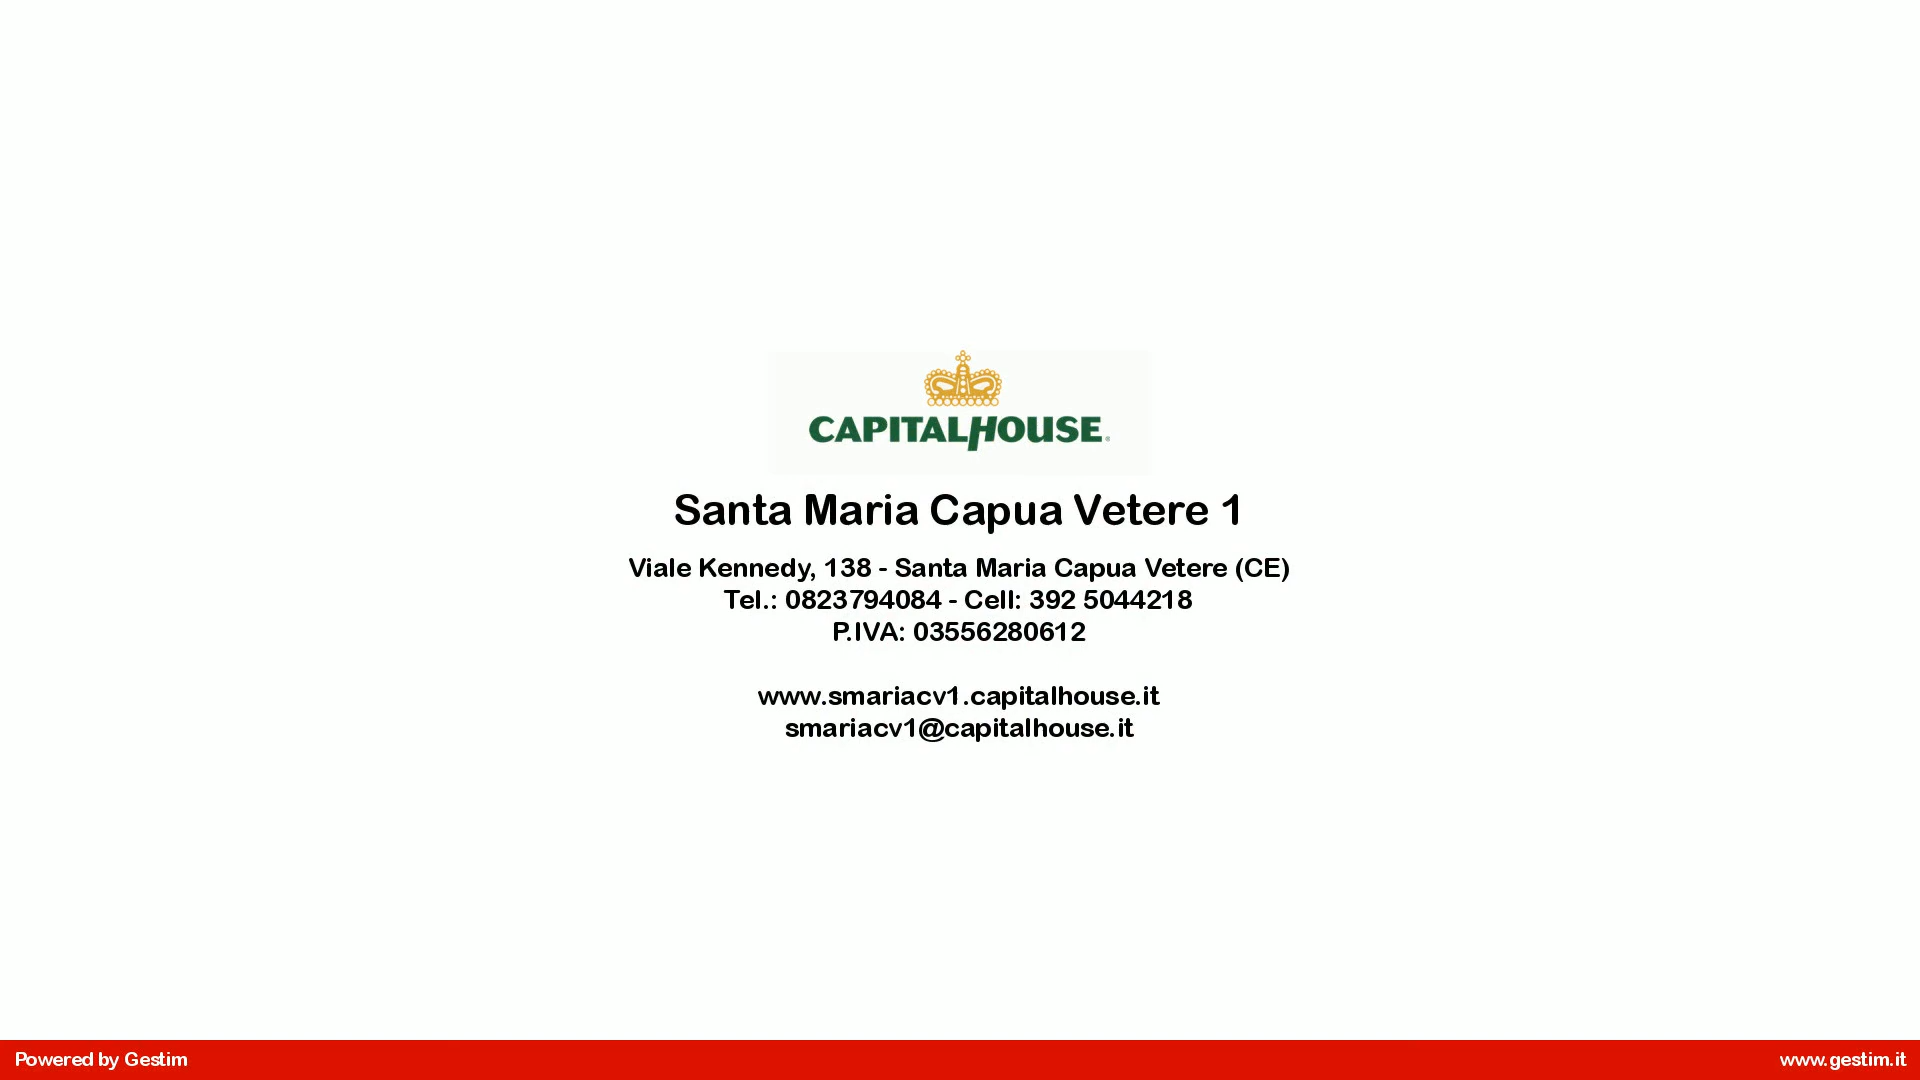 CAPITALHOUSE
Santa Maria Capua Vetere 1
Viale Kennedy, 138 - Santa Maria Capua Vetere (CE)
Tel.: 0823794084 - Cell: 392 5044218
P.IVA: 03556280612
www.smariacv1.capitalhouse.it
smariacv1@capitalhouse.it
Powered by Gestim
www.gestim.it